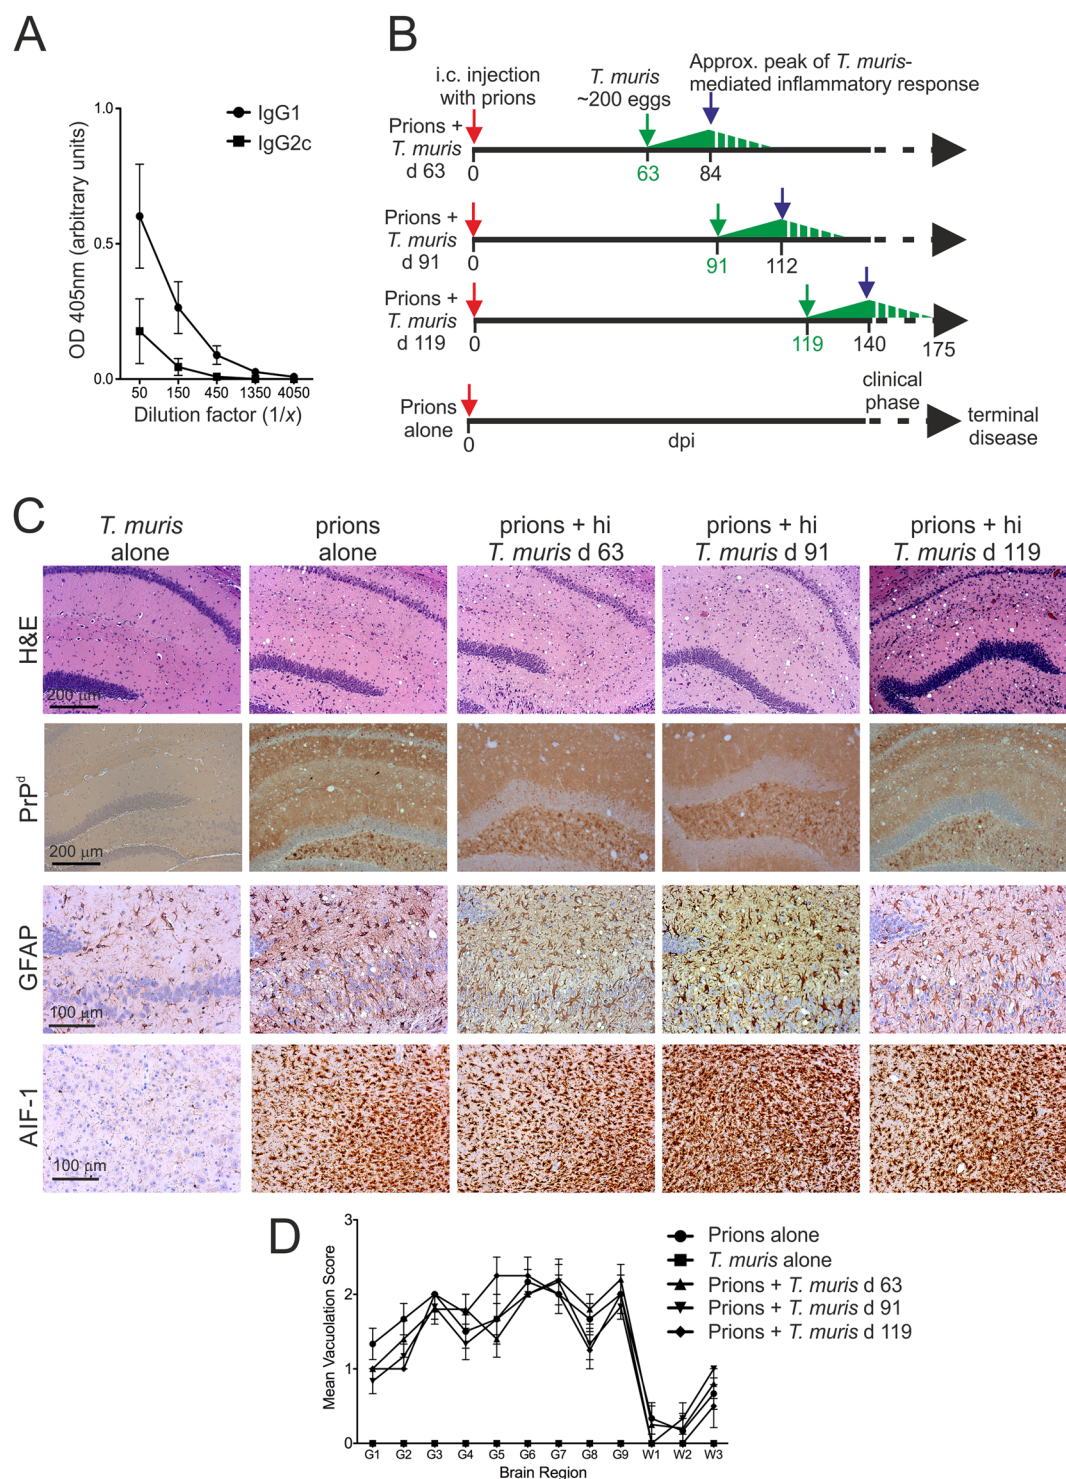 A
1.0
0.5
0.0
OD 405nm (arbitrary units)
IgG1
IgG2c
50 150 450 1350 4050
Dilution factor (1/x)
B
i.c. injection
with prions
T. muris
~200 eggs
Approx. peak of T. muris-
mediated inflammatory response
Prions +
T. muris
d 63
0 63 84
Prions +
T. muris
d 91
0 91 112
Prions +
T. muris
d 119
0 119 140 175
clinical
phase
Prions
alone
0
dpi
terminal
disease
C
T. muris
alone
prions
alone
prions + hi
T. muris d 63
prions + hi
T. muris d 91
prions + hi
T. muris d 119
H&E
200 μm
PrPd
200 μm
GFAP
100 μm
AIF-1
100 μm
D
3
2
1
0
Mean Vacuolation Score
G1 G2 G3 G4 G5 G6 G7 G8 G9 W1 W2 W3
Brain Region
Prions alone
T. muris alone
Prions + T. muris d 63
Prions + T. muris d 91
Prions + T. muris d 119